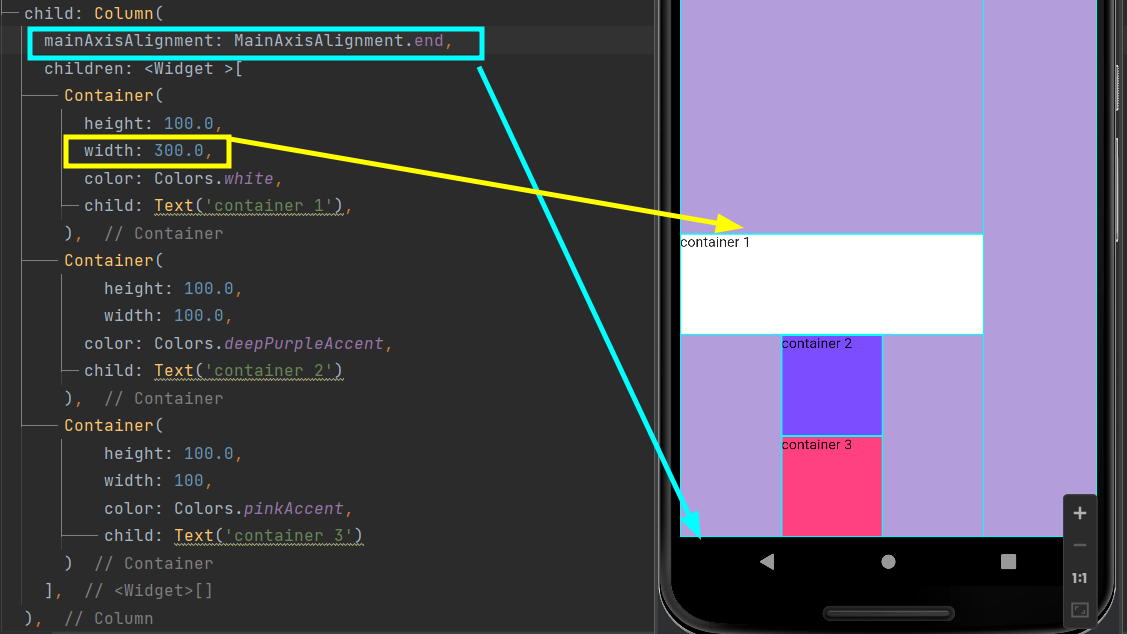 child: Column(
mainAxisAlignment: MainAxisAlignment.end,
children: <Widget >[
Container(
height: 100.0,
width: 300.0,
color: Colors.white,
child: Text('container 1'),
), // Container
Container(
height: 100.0,
width: 100.0,
color: Colors.deepPurpleAccent,
child: Text('container 2')
), // Container
Container(
height: 100.0,
width: 100,
color: Colors.pinkAccent,
child: Text('container 3')
) // Container
], // <Widget>[]
), // Column
container 1
container 2
container 3
1:1